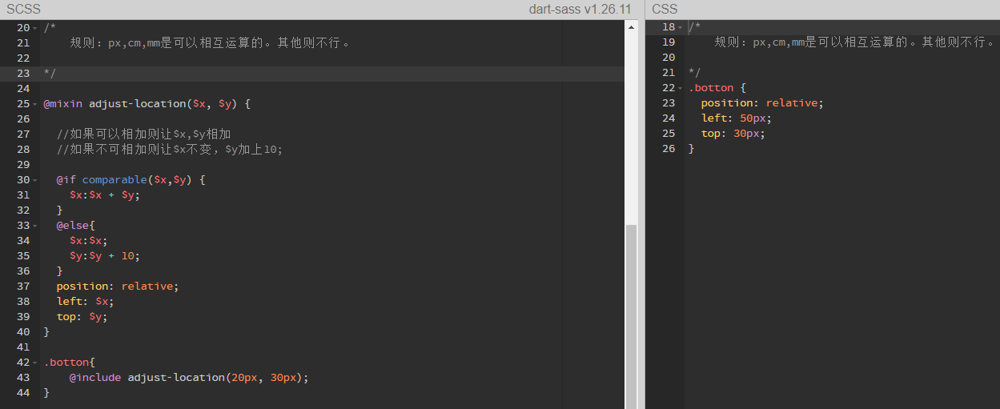 SCSS
dart-sass v1.26.11
20 /*
21 规则：px,cm,mm是可以相互运算的。其他则不行。
22
23 */
24
25 @mixin adjust-location($x, $y) {
26
27 //如果可以相加则让$x,$y相加
28 //如果不可相加则让$x不变，$y加上10;
29
30 @if comparable($x,$y) {
31 $x:$x + $y;
32 }
33 @else{
34 $x:$x;
35 $y:$y + 10;
36 }
37 position: relative;
38 left: $x;
39 top: $y;
40 }
41
42 .botton{
43 @include adjust-location(20px, 30px);
44 }
CSS
18 /*
19 规则：px,cm,mm是可以相互运算的。其他则不行。
20
21 */
22 .botton {
23 position: relative;
24 left: 50px;
25 top: 30px;
26 }